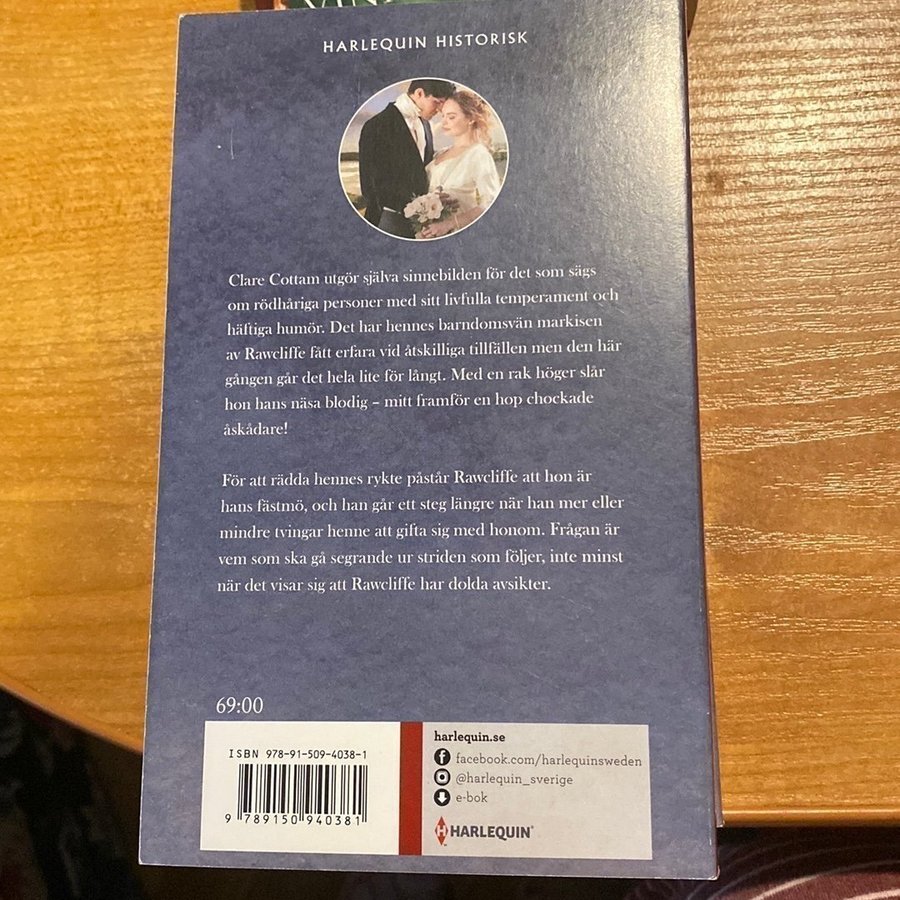 HARLEQUIN HISTORISK
Clare Cottam utgör själva sinnebilden för det som sägs
om rödhåriga personer med sitt livfulla temperament och
häftiga humör. Det har hennes barndomsvän markisen
av Rawcliffe fått erfara vid åtskilliga tillfällen men den här
gången går det hela lite för långt. Med en rak höger slår
hon hans näsa blodig – mitt framför en hop chockade
åskådare!
För att rädda hennes rykte påstår Rawcliffe att hon är
hans fästmö, och han går ett steg längre när han mer eller
mindre tvingar henne att gifta sig med honom. Frågan är
vem som ska gå segrande ur striden som följer, inte minst
när det visar sig att Rawcliffe har dolda avsikter.
69:00
ISBN 978-91-509-4038-1
9 789150 940381
harlequin.se
facebook.com/harlequinsweden
@harlequin_sverige
e-bok
HARLEQUIN®